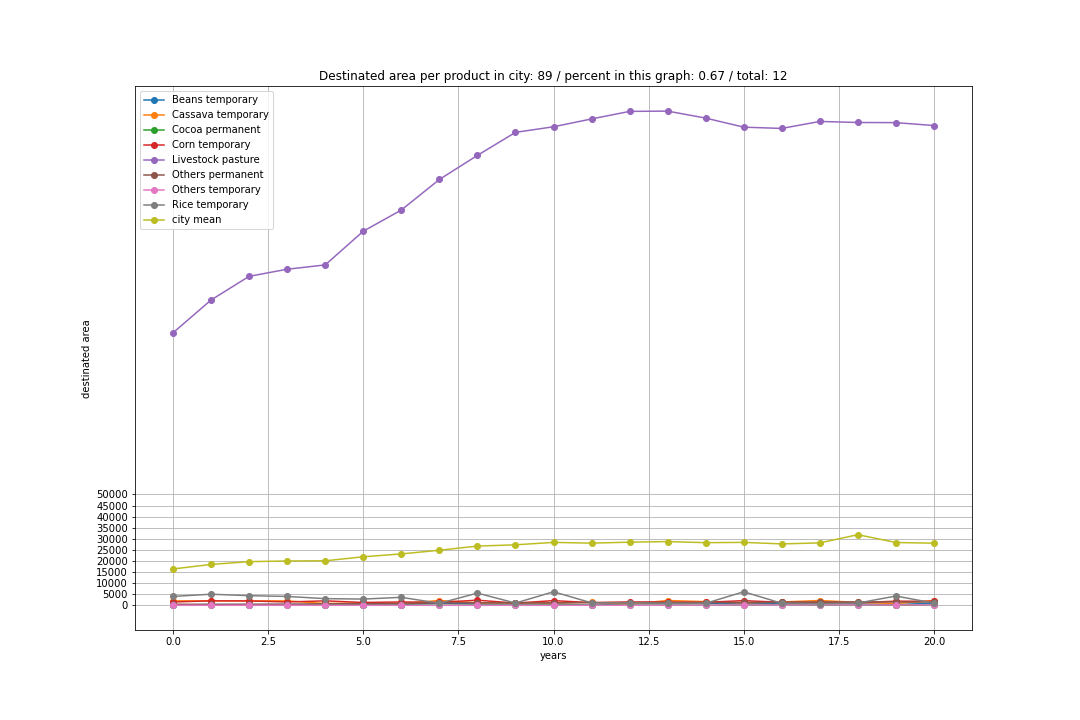 Destinated area per product in city: 89 / percent in this graph: 0.67 / total: 12
Beans temporary
Cassava temporary
Cocoa permanent
Corn temporary
Livestock pasture
Others permanent
Others temporary
Rice temporary
city mean
destinated area
50000
45000
40000
35000
30000
25000
20000
15000
10000
5000
0
0.0 2.5 5.0 7.5 10.0 12.5 15.0 17.5 20.0
years